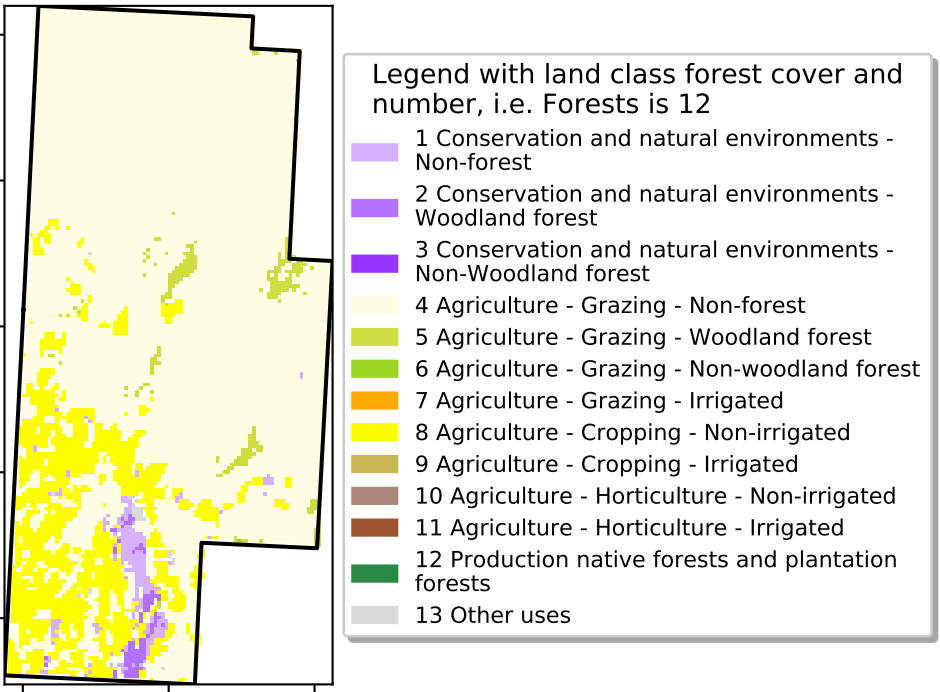 Legend with land class forest cover and
number, i.e. Forests is 12
1 Conservation and natural environments -
Non-forest
2 Conservation and natural environments -
Woodland forest
3 Conservation and natural environments -
Non-Woodland forest
4 Agriculture - Grazing - Non-forest
5 Agriculture - Grazing - Woodland forest
6 Agriculture - Grazing - Non-woodland forest
7 Agriculture - Grazing - Irrigated
8 Agriculture - Cropping - Non-irrigated
9 Agriculture - Cropping - Irrigated
10 Agriculture - Horticulture - Non-irrigated
11 Agriculture - Horticulture - Irrigated
12 Production native forests and plantation
forests
13 Other uses